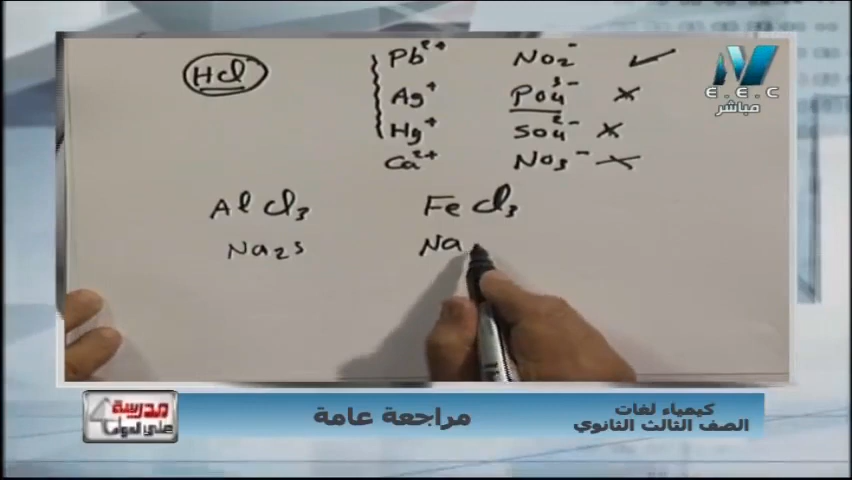 HCl Pb²⁺ NO₂⁻ ✓
Ag⁺ PO₄³⁻ ×
Hg⁺ SO₄²⁻ ×
Ca²⁺ NO₃⁻ ×
AlCl₃ FeCl₃
Na₂S Na
E.E.C
مباشر
مدرسة
على الهواء
مراجعة عامة
كيمياء لغات
الصف الثالث الثانوي